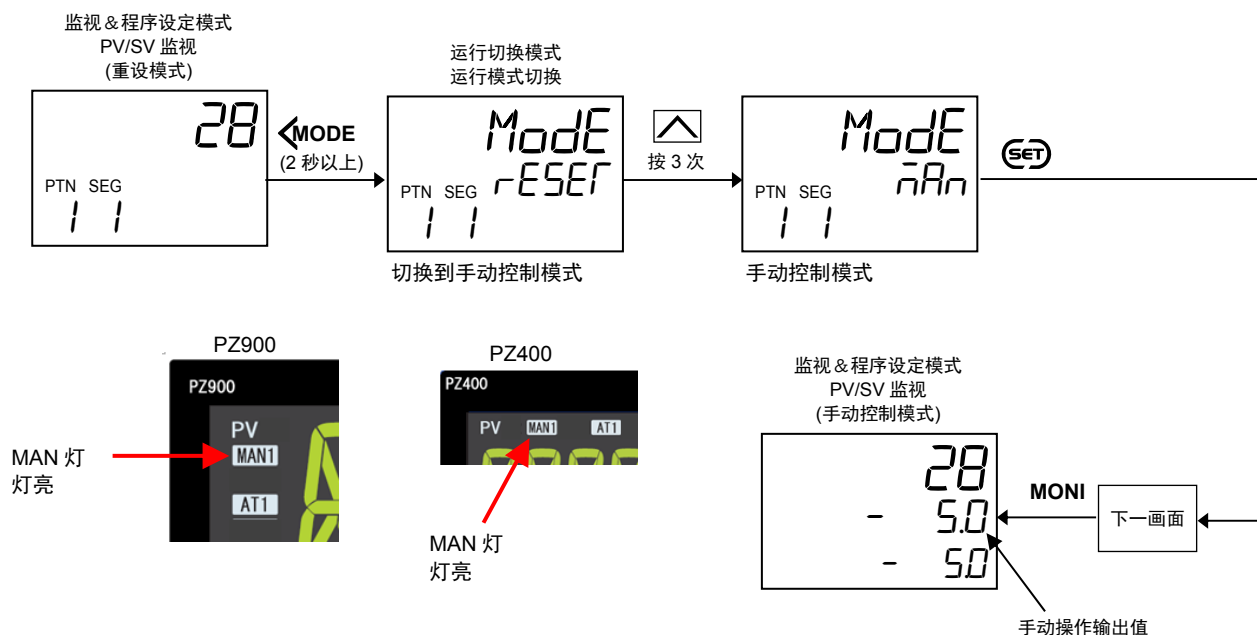 监视＆程序设定模式
PV/SV 监视
(重设模式)
28
PTN SEG
1 1
<MODE
(2 秒以上)
运行切换模式
运行模式切换
ModE
rESEt
PTN SEG
1 1
切换到手动控制模式
按 3 次
ModE
mAn
PTN SEG
1 1
手动控制模式
SET
PZ900
PZ900
PV
MAN1
AT1
MAN 灯
灯亮
PZ400
PZ400
PV MAN1 AT1
MAN 灯
灯亮
监视＆程序设定模式
PV/SV 监视
(手动控制模式)
28
- 5.0
- 5.0
MONI
下一画面
手动操作输出值